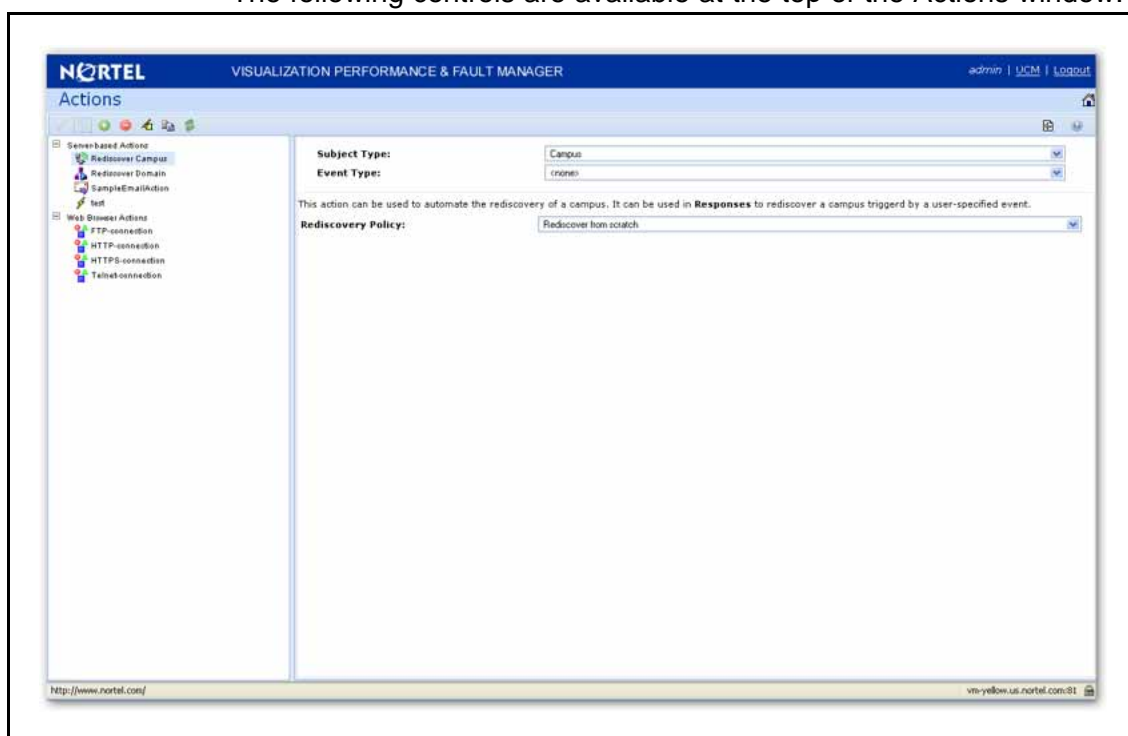 The following controls are available at the top of the Actions window.
NORTEL VISUALIZATION PERFORMANCE & FAULT MANAGER admin | UCM | Logout
Actions
Server-based Actions
Rediscover Campus
Rediscover Domain
SampleEmailAction
test
Web Browser Actions
FTP-connection
HTTP-connection
HTTPS-connection
Telnet-connection
Subject Type: Campus
Event Type: (none)
This action can be used to automate the rediscovery of a campus. It can be used in Responses to rediscover a campus triggerd by a user-specified event.
Rediscovery Policy: Rediscover from scratch
http://www.nortel.com/ vm-yellow.us.nortel.com:81